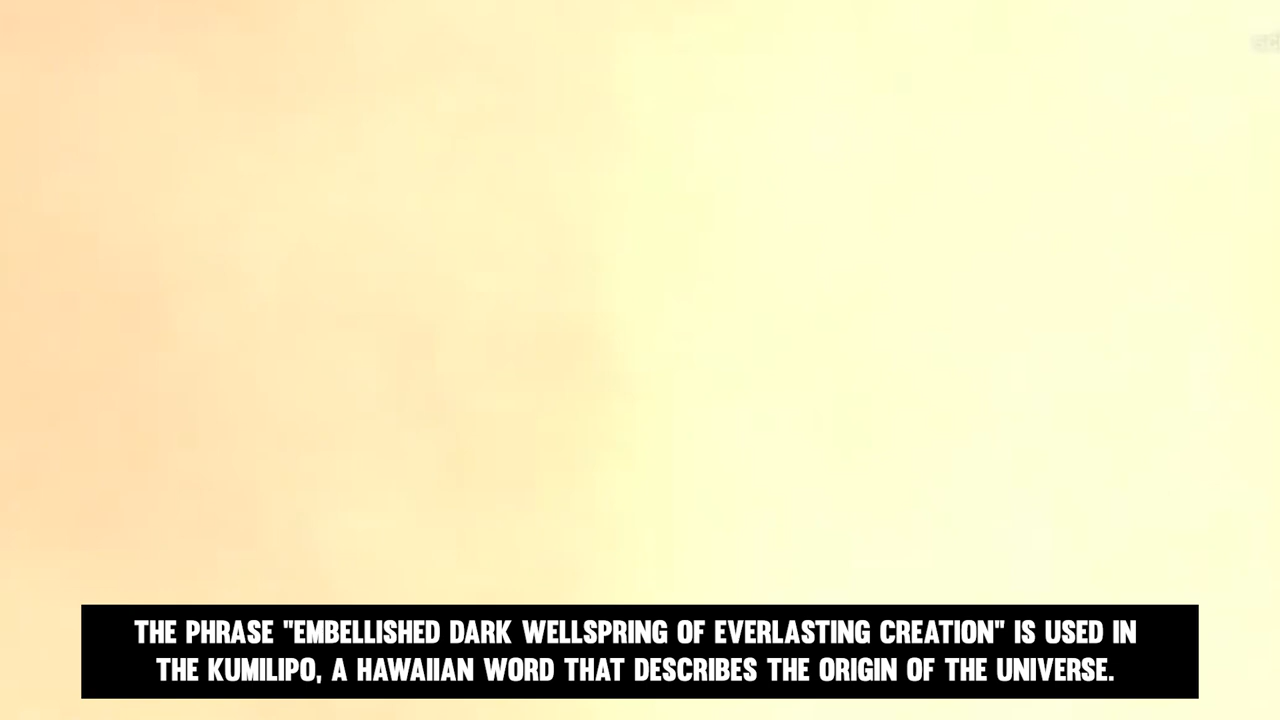 THE PHRASE "EMBELLISHED DARK WELLSPRING OF EVERLASTING CREATION" IS USED IN
THE KUMILIPO, A HAWAIIAN WORD THAT DESCRIBES THE ORIGIN OF THE UNIVERSE.